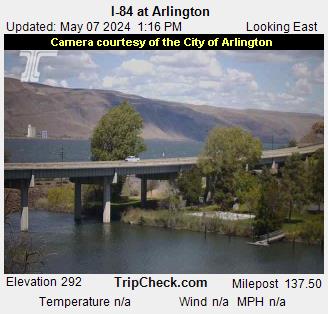 I-84 at Arlington
Updated: May 07 2024 1:16 PM Looking East
Camera courtesy of the City of Arlington
Elevation 292 TripCheck.com Milepost 137.50
Temperature n/a Wind n/a MPH n/a